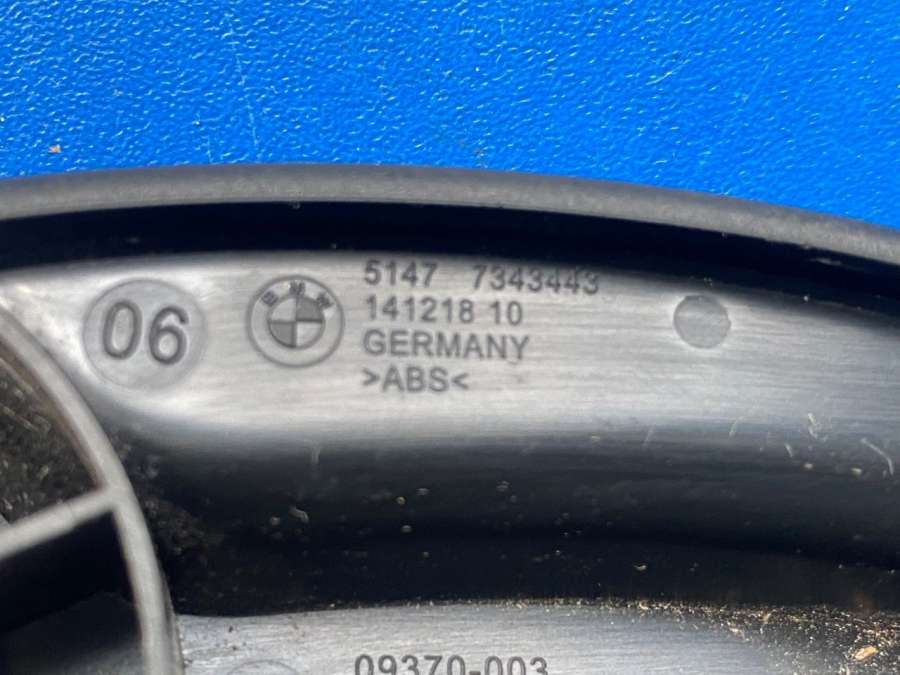 06
BMW
5147 7343443
141218 10
GERMANY
>ABS<
09370-003